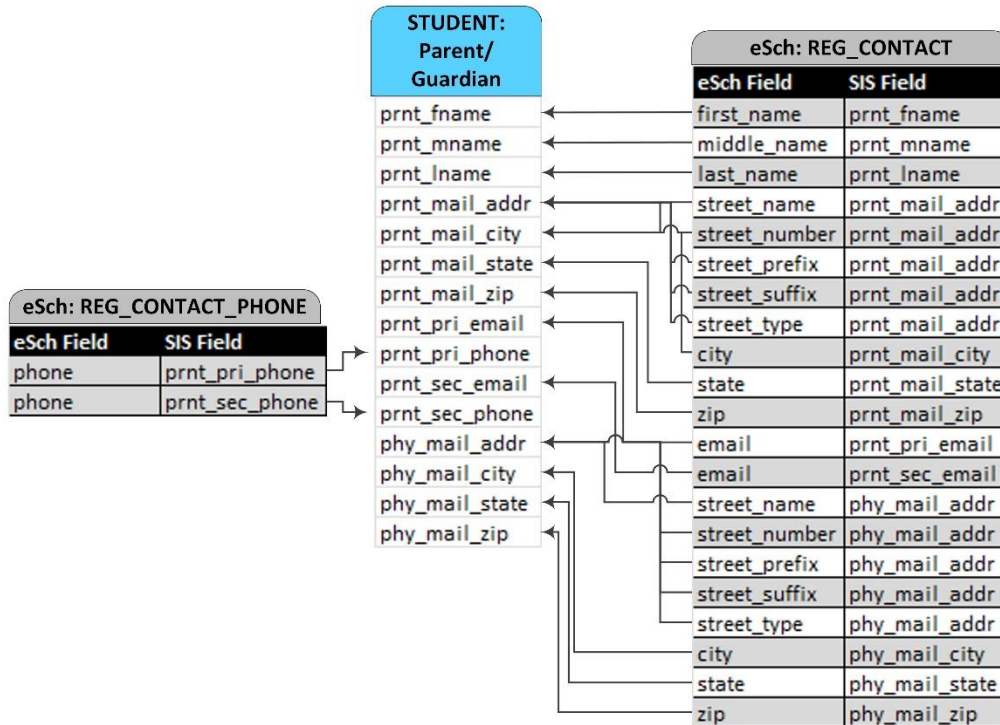 STUDENT:
Parent/
Guardian
prnt_fname
prnt_mname
prnt_lname
prnt_mail_addr
prnt_mail_city
prnt_mail_state
prnt_mail_zip
prnt_pri_email
prnt_pri_phone
prnt_sec_email
prnt_sec_phone
phy_mail_addr
phy_mail_city
phy_mail_state
phy_mail_zip
eSch: REG_CONTACT_PHONE
eSch Field SIS Field
phone prnt_pri_phone
phone prnt_sec_phone
eSch: REG_CONTACT
eSch Field SIS Field
first_name prnt_fname
middle_name prnt_mname
last_name prnt_lname
street_name prnt_mail_addr
street_number prnt_mail_addr
street_prefix prnt_mail_addr
street_suffix prnt_mail_addr
street_type prnt_mail_addr
city prnt_mail_city
state prnt_mail_state
zip prnt_mail_zip
email prnt_pri_email
email prnt_sec_email
street_name phy_mail_addr
street_number phy_mail_addr
street_prefix phy_mail_addr
street_suffix phy_mail_addr
street_type phy_mail_addr
city phy_mail_city
state phy_mail_state
zip phy_mail_zip